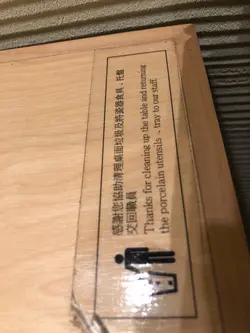 感謝您協助清理桌面垃圾及將瓷器食具、托盤
交回職員
Thanks for cleaning up the table and returning
the porcelain utensils、tray to our staff